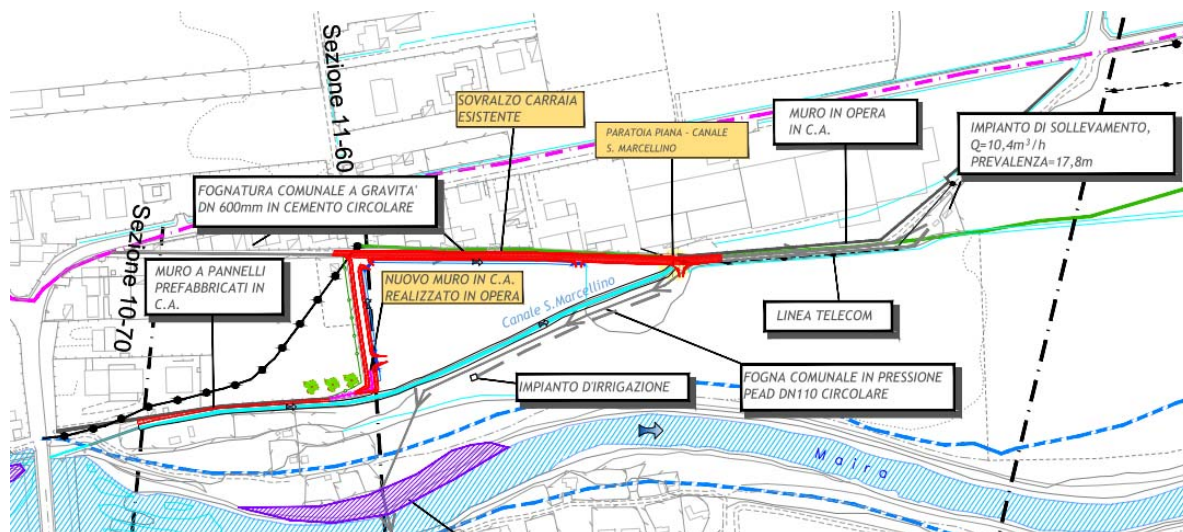 Sezione 11-60
SOVRALZO CARRAIA
ESISTENTE
PARATOIA PIANA - CANALE
S. MARCELLINO
MURO IN OPERA
IN C.A.
IMPIANTO DI SOLLEVAMENTO,
Q=10,4m³/h
PREVALENZA=17,8m
FOGNATURA COMUNALE A GRAVITA'
DN 600mm IN CEMENTO CIRCOLARE
Sezione 10-70
MURO A PANNELLI
PREFABBRICATI IN
C.A.
NUOVO MURO IN C.A.
REALIZZATO IN OPERA
Canale S.Marcellino
LINEA TELECOM
IMPIANTO D'IRRIGAZIONE
FOGNA COMUNALE IN PRESSIONE
PEAD DN110 CIRCOLARE
Maira